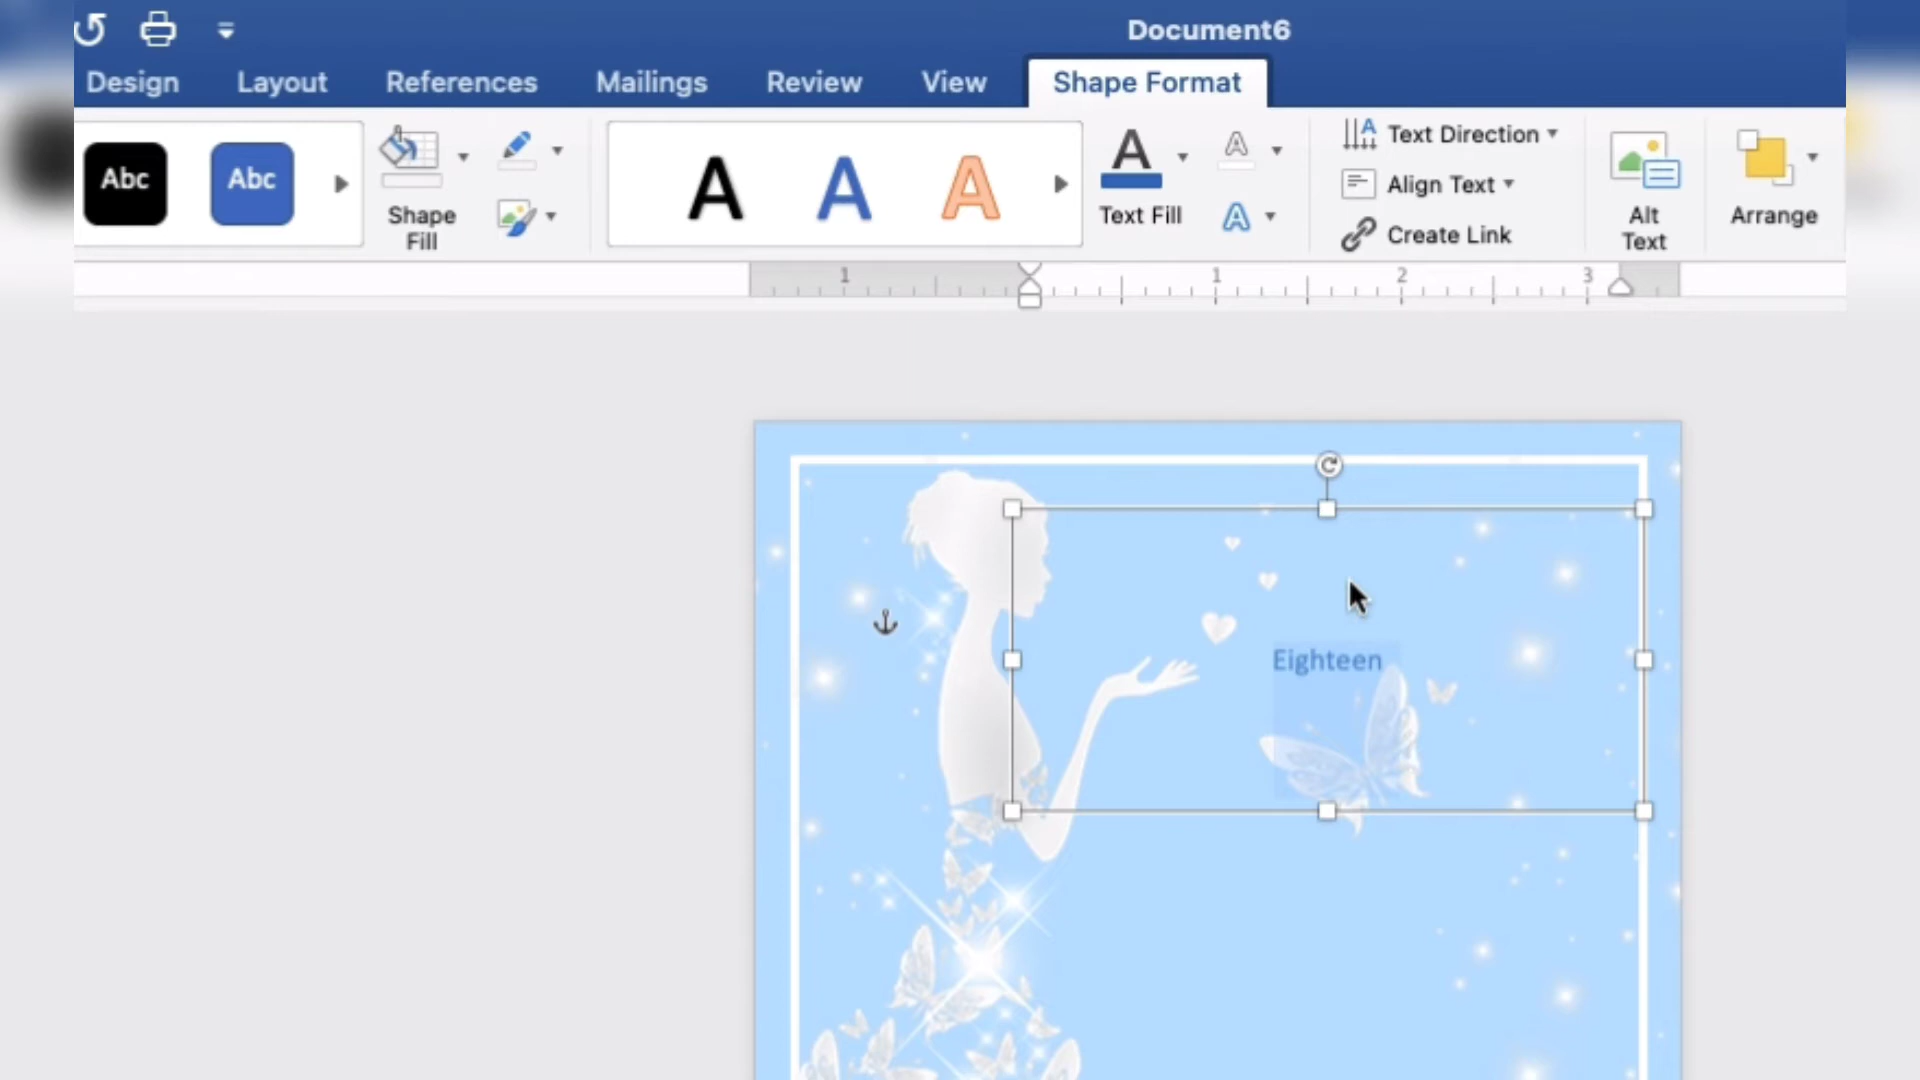 Document6
Design Layout References Mailings Review View Shape Format
Abc Abc Shape Fill A A A A Text Fill A A Text Direction
Align Text
Create Link
Alt Text
Arrange
1 1 2 3
Eighteen